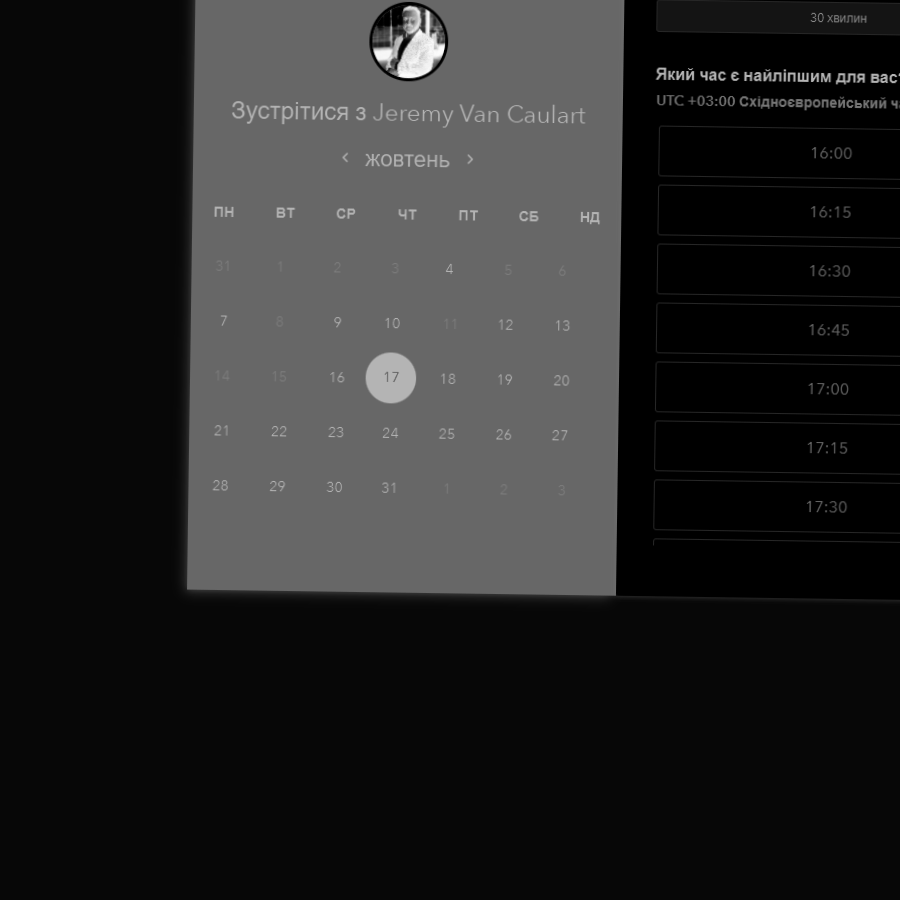 Зустрітися з Jeremy Van Caulart
жовтень
ПН ВТ СР ЧТ ПТ СБ НД
31 1 2 3 4 5 6
7 8 9 10 11 12 13
14 15 16 17 18 19 20
21 22 23 24 25 26 27
28 29 30 31 1 2 3
30 хвилин
Який час є найліпшим для вас
UTC +03:00 Східноєвропейський
16:00
16:15
16:30
16:45
17:00
17:15
17:30